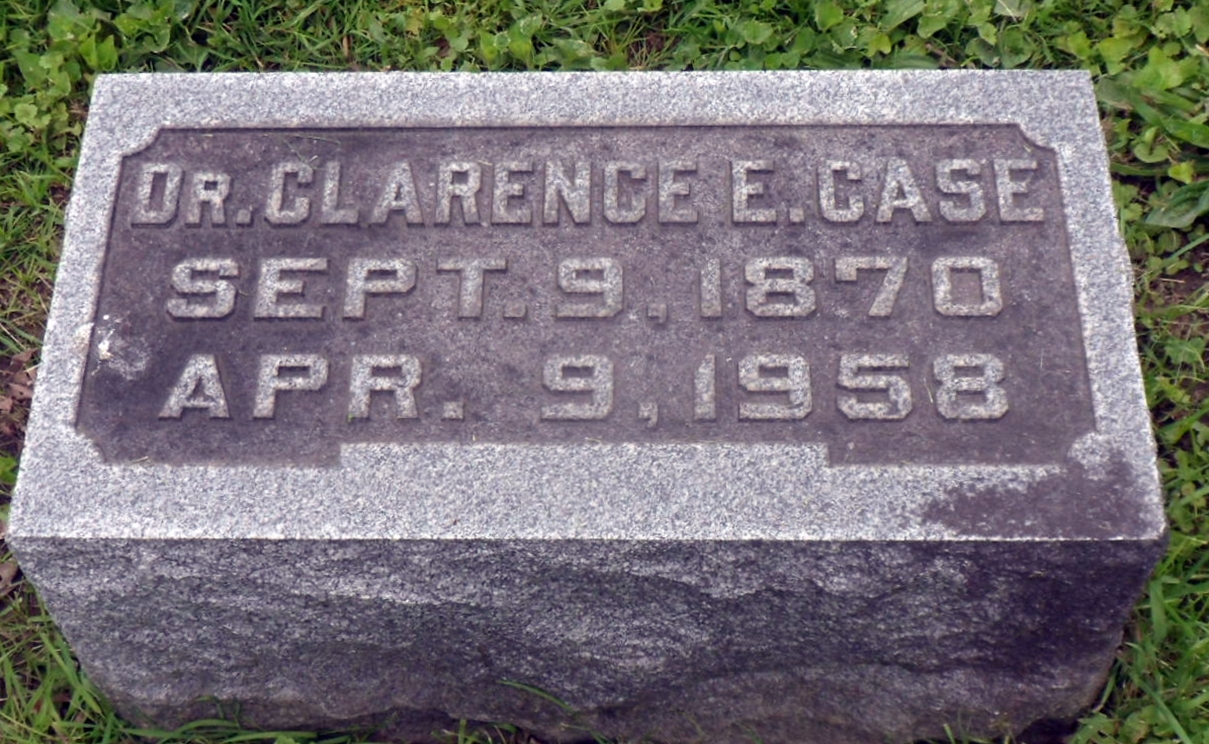 DR. CLARENCE E. CASE
SEPT. 9, 1870
APR. 9, 1958